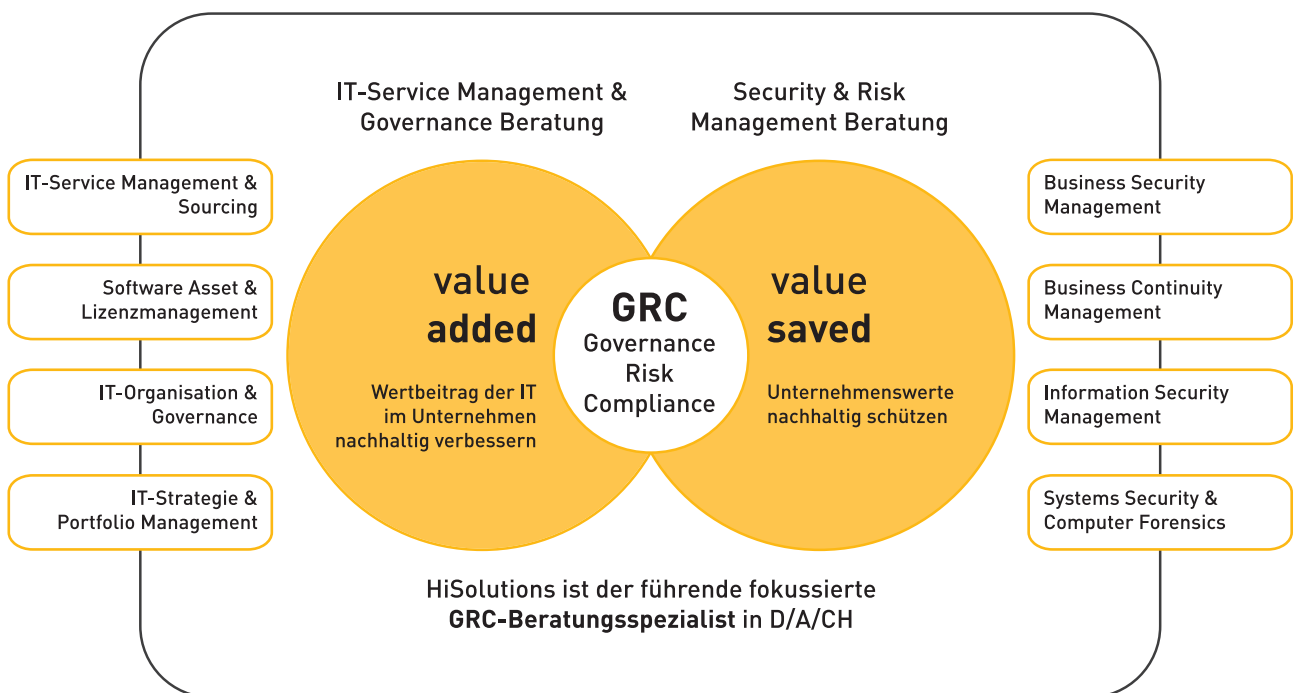 IT-Service Management &
Governance Beratung
Security & Risk
Management Beratung
IT-Service Management &
Sourcing
Software Asset &
Lizenzmanagement
IT-Organisation &
Governance
IT-Strategie &
Portfolio Management
value
added
Wertbeitrag der IT
im Unternehmen
nachhaltig verbessern
GRC
Governance
Risk
Compliance
value
saved
Unternehmenswerte
nachhaltig schützen
Business Security
Management
Business Continuity
Management
Information Security
Management
Systems Security &
Computer Forensics
HiSolutions ist der führende fokussierte
GRC-Beratungsspezialist in D/A/CH